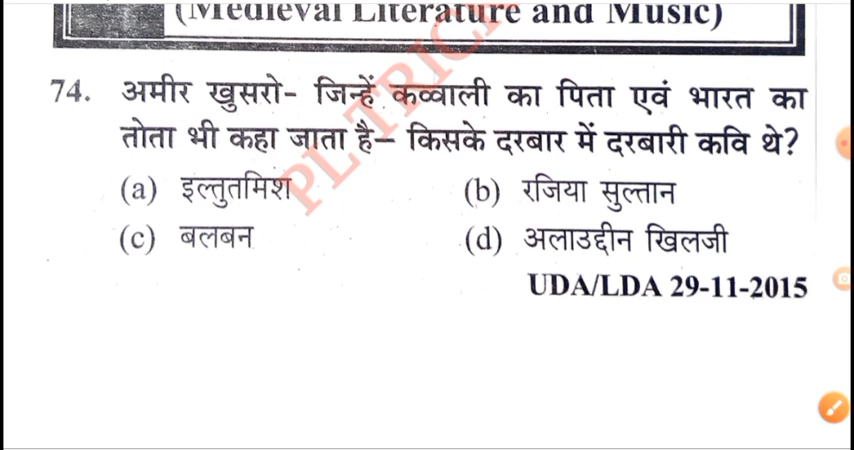 (Medieval Literature and Music)
74. अमीर खुसरो- जिन्हें कव्वाली का पिता एवं भारत का
तोता भी कहा जाता है- किसके दरबार में दरबारी कवि थे?
(a) इल्तुतमिश (b) रजिया सुल्तान
(c) बलबन (d) अलाउद्दीन खिलजी
UDA/LDA 29-11-2015